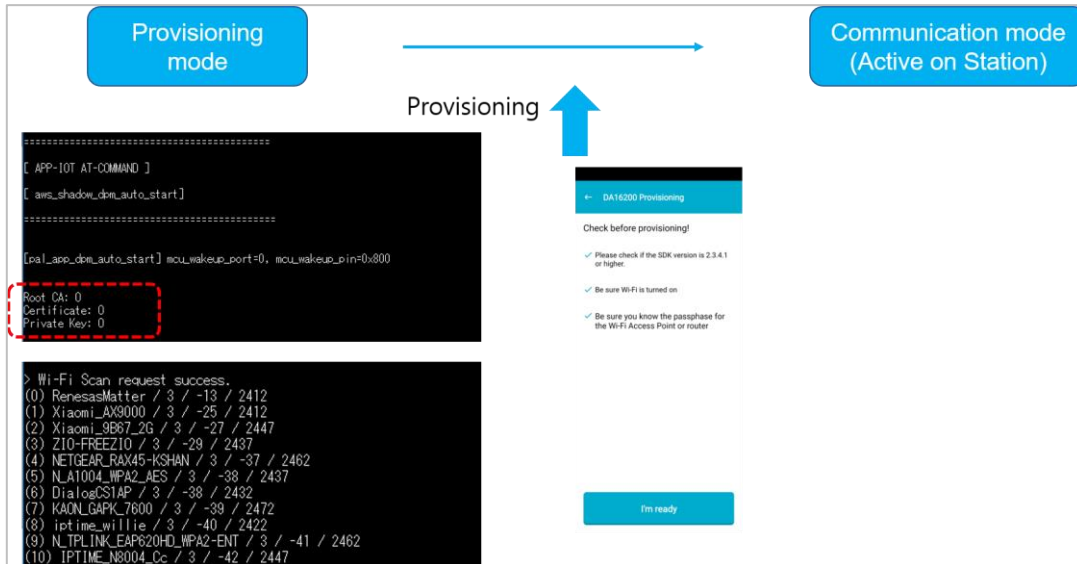 Provisioning
mode
Communication mode
(Active on Station)
Provisioning
===========================================
[ APP-IOT AT-COMMAND ]
[ aws_shadow_dpm_auto_start]
============================================
[pal_app_dpm_auto_start] mcu_wakeup_port=0, mcu_wakeup_pin=0x800
Root CA: 0
Certificate: 0
Private Key: 0
> Wi-Fi Scan request success.
(0) RenesasMatter / 3 / -13 / 2412
(1) Xiaomi_AX9000 / 3 / -25 / 2412
(2) Xiaomi_9B67_2G / 3 / -27 / 2447
(3) ZIO-FREEZIO / 3 / -29 / 2437
(4) NETGEAR_RAX45-KSHAN / 3 / -37 / 2462
(5) N_A1004_WPA2_AES / 3 / -38 / 2437
(6) DialogCS1AP / 3 / -38 / 2432
(7) KAON_GAPK_7600 / 3 / -39 / 2472
(8) iptime_willie / 3 / -40 / 2422
(9) N_TPLINK_EAP620HD_WPA2-ENT / 3 / -41 / 2462
(10) IPTIME_N8004_Cc / 3 / -42 / 2447
← DA16200 Provisioning
Check before provisioning!
✓ Please check if the SDK version is 2.3.4.1
or higher.
✓ Be sure Wi-Fi is turned on
✓ Be sure you know the passphase for
the Wi-Fi Access Point or router
I'm ready